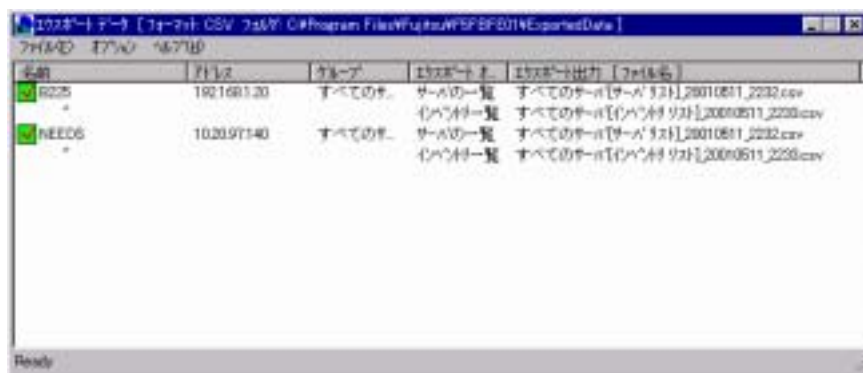 エクスポート データ [ フォーマット: CSV フォルダ: C:¥Program Files¥Fujitsu¥F5FBFE01¥ExportedData ]
ファイル(F) オプション ヘルプ(H)
名前 アドレス グループ エクスポート オ... エクスポート出力 [ファイル名]
B225 192.168.1.20 すべてのサ... サーバの一覧 すべてのサーバ[サーバ リスト]_20010611_2232.csv
" インベントリ一覧 すべてのサーバ[インベントリ リスト]_20010611_2233.csv
NEEDS 10.20.97.140 すべてのサ... サーバの一覧 すべてのサーバ[サーバ リスト]_20010611_2232.csv
" インベントリ一覧 すべてのサーバ[インベントリ リスト]_20010611_2233.csv
Ready